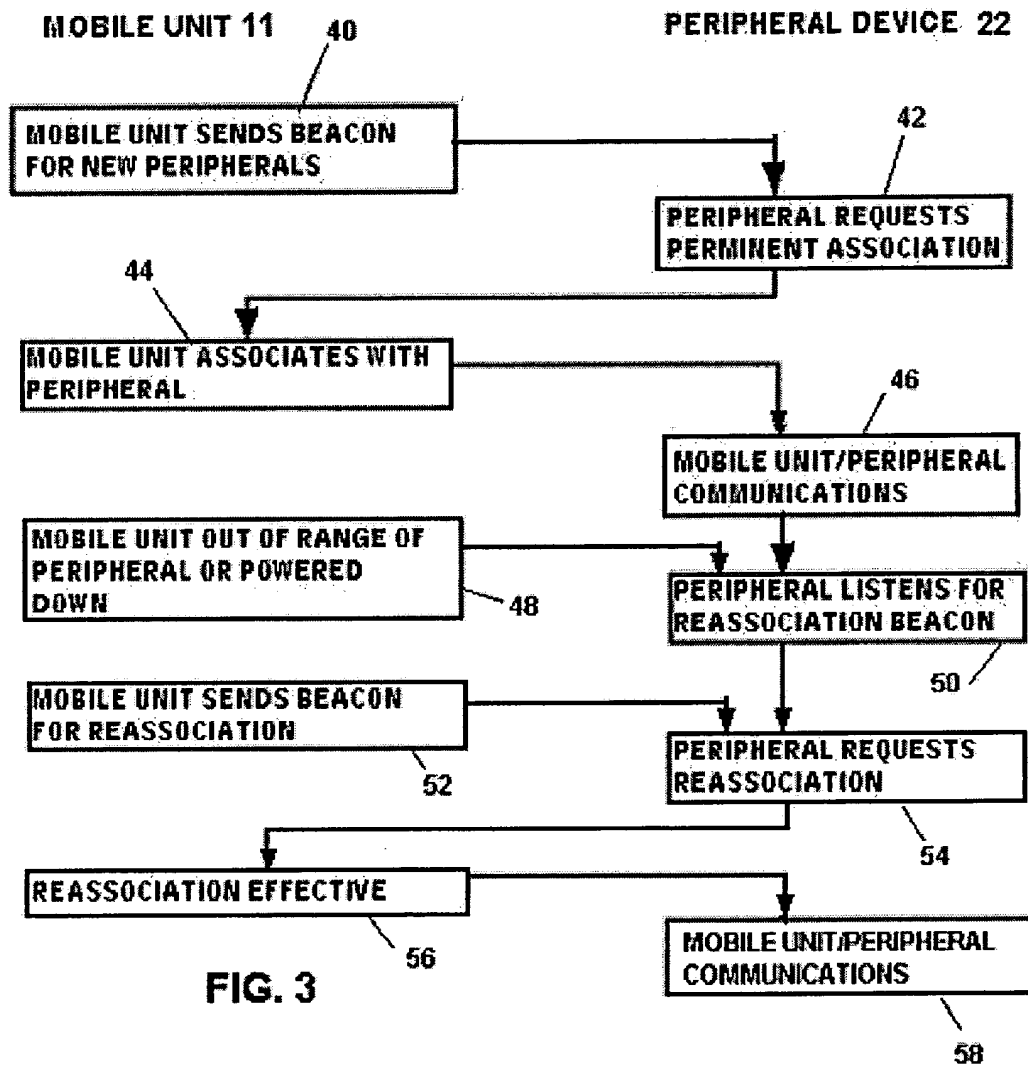 MOBILE UNIT 11
PERIPHERAL DEVICE 22
40
MOBILE UNIT SENDS BEACON
FOR NEW PERIPHERALS
42
PERIPHERAL REQUESTS
PERMINENT ASSOCIATION
44
MOBILE UNIT ASSOCIATES WITH
PERIPHERAL
46
MOBILE UNIT/PERIPHERAL
COMMUNICATIONS
MOBILE UNIT OUT OF RANGE OF
PERIPHERAL OR POWERED
DOWN
48
PERIPHERAL LISTENS FOR
REASSOCIATION BEACON
50
MOBILE UNIT SENDS BEACON
FOR REASSOCIATION
52
PERIPHERAL REQUESTS
REASSOCIATION
54
REASSOCIATION EFFECTIVE
56
MOBILE UNIT/PERIPHERAL
COMMUNICATIONS
58
FIG. 3